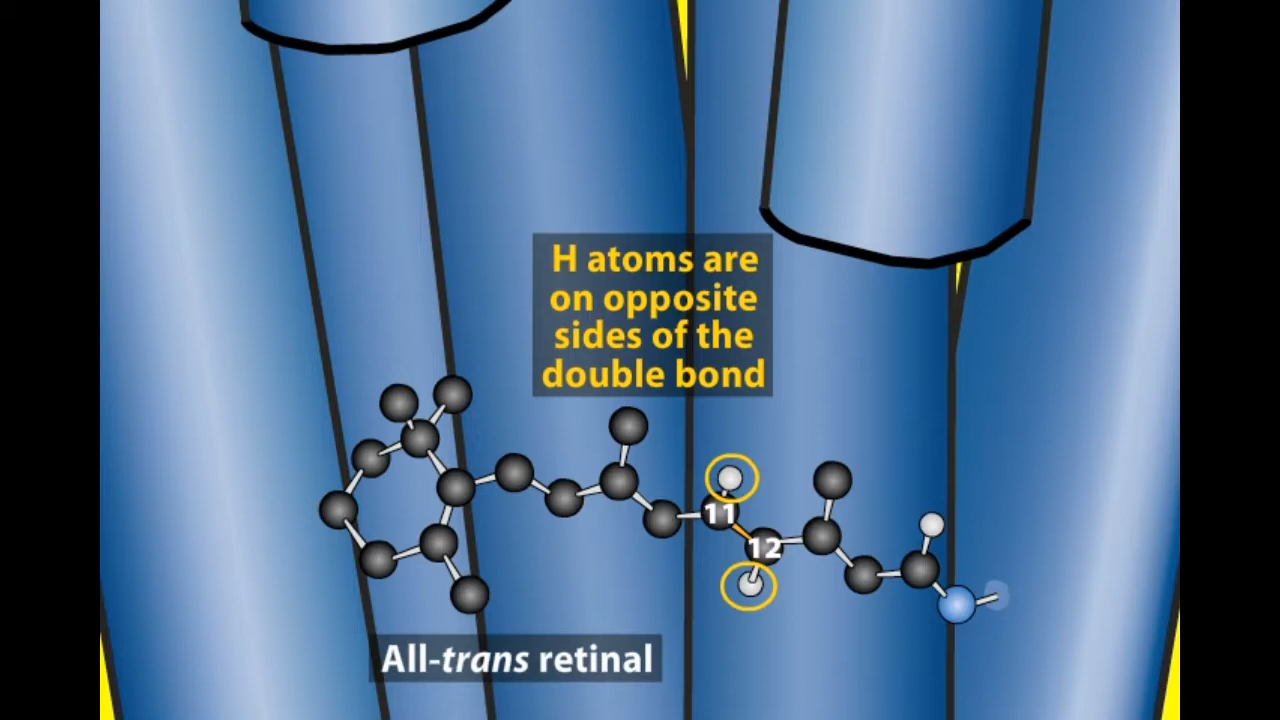 H atoms are
on opposite
sides of the
double bond
11
12
All-trans retinal